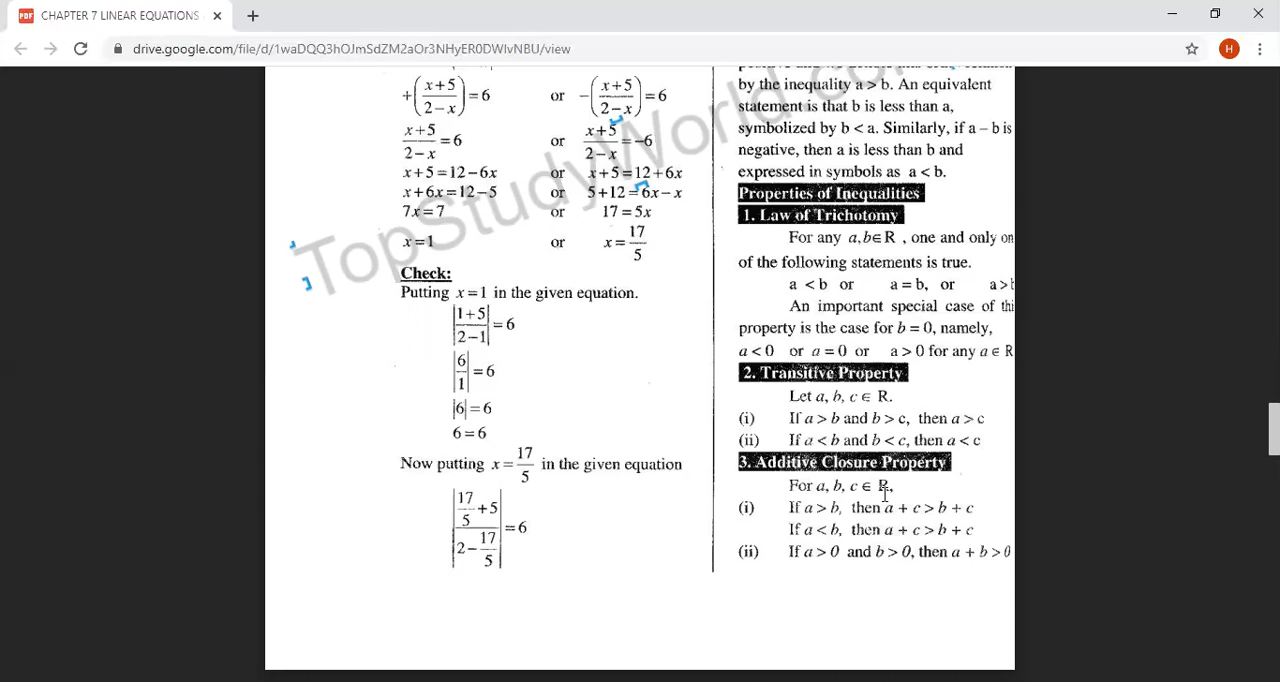 CHAPTER 7 LINEAR EQUATIONS
drive.google.com/file/d/1waDQQ3hOJmSdZM2aOr3NHyER0DWlvNBU/view
H
TopStudyWorld.com
+((x+5)/(2−x)) = 6 or −((x+5)/(2−x)) = 6
(x+5)/(2−x) = 6 or (x+5)/(2−x) = −6
x+5=12−6x or x+5=12+6x
x+6x=12−5 or 5+12=6x−x
7x=7 or 17=5x
x=1 or x=17/5
Check:
Putting x=1 in the given equation.
|(1+5)/(2−1)| = 6
|6/1| = 6
|6| = 6
6=6
Now putting x=17/5 in the given equation
|(17/5+5)/(2−17/5)| = 6
by the inequality a > b. An equivalent
statement is that b is less than a,
symbolized by b < a. Similarly, if a – b is
negative, then a is less than b and
expressed in symbols as a < b.
Properties of Inequalities
1. Law of Trichotomy
For any a,b∈R , one and only on
of the following statements is true.
a < b or a = b, or a >
An important special case of thi
property is the case for b = 0, namely,
a < 0 or a = 0 or a > 0 for any a ∈ R
2. Transitive Property
Let a, b, c ∈ R.
(i) If a > b and b > c, then a > c
(ii) If a < b and b < c, then a < c
3. Additive Closure Property
For a, b, c ∈ R,
(i) If a > b, then a + c > b + c
If a < b, then a + c > b + c
(ii) If a > 0 and b > 0, then a + b > 0